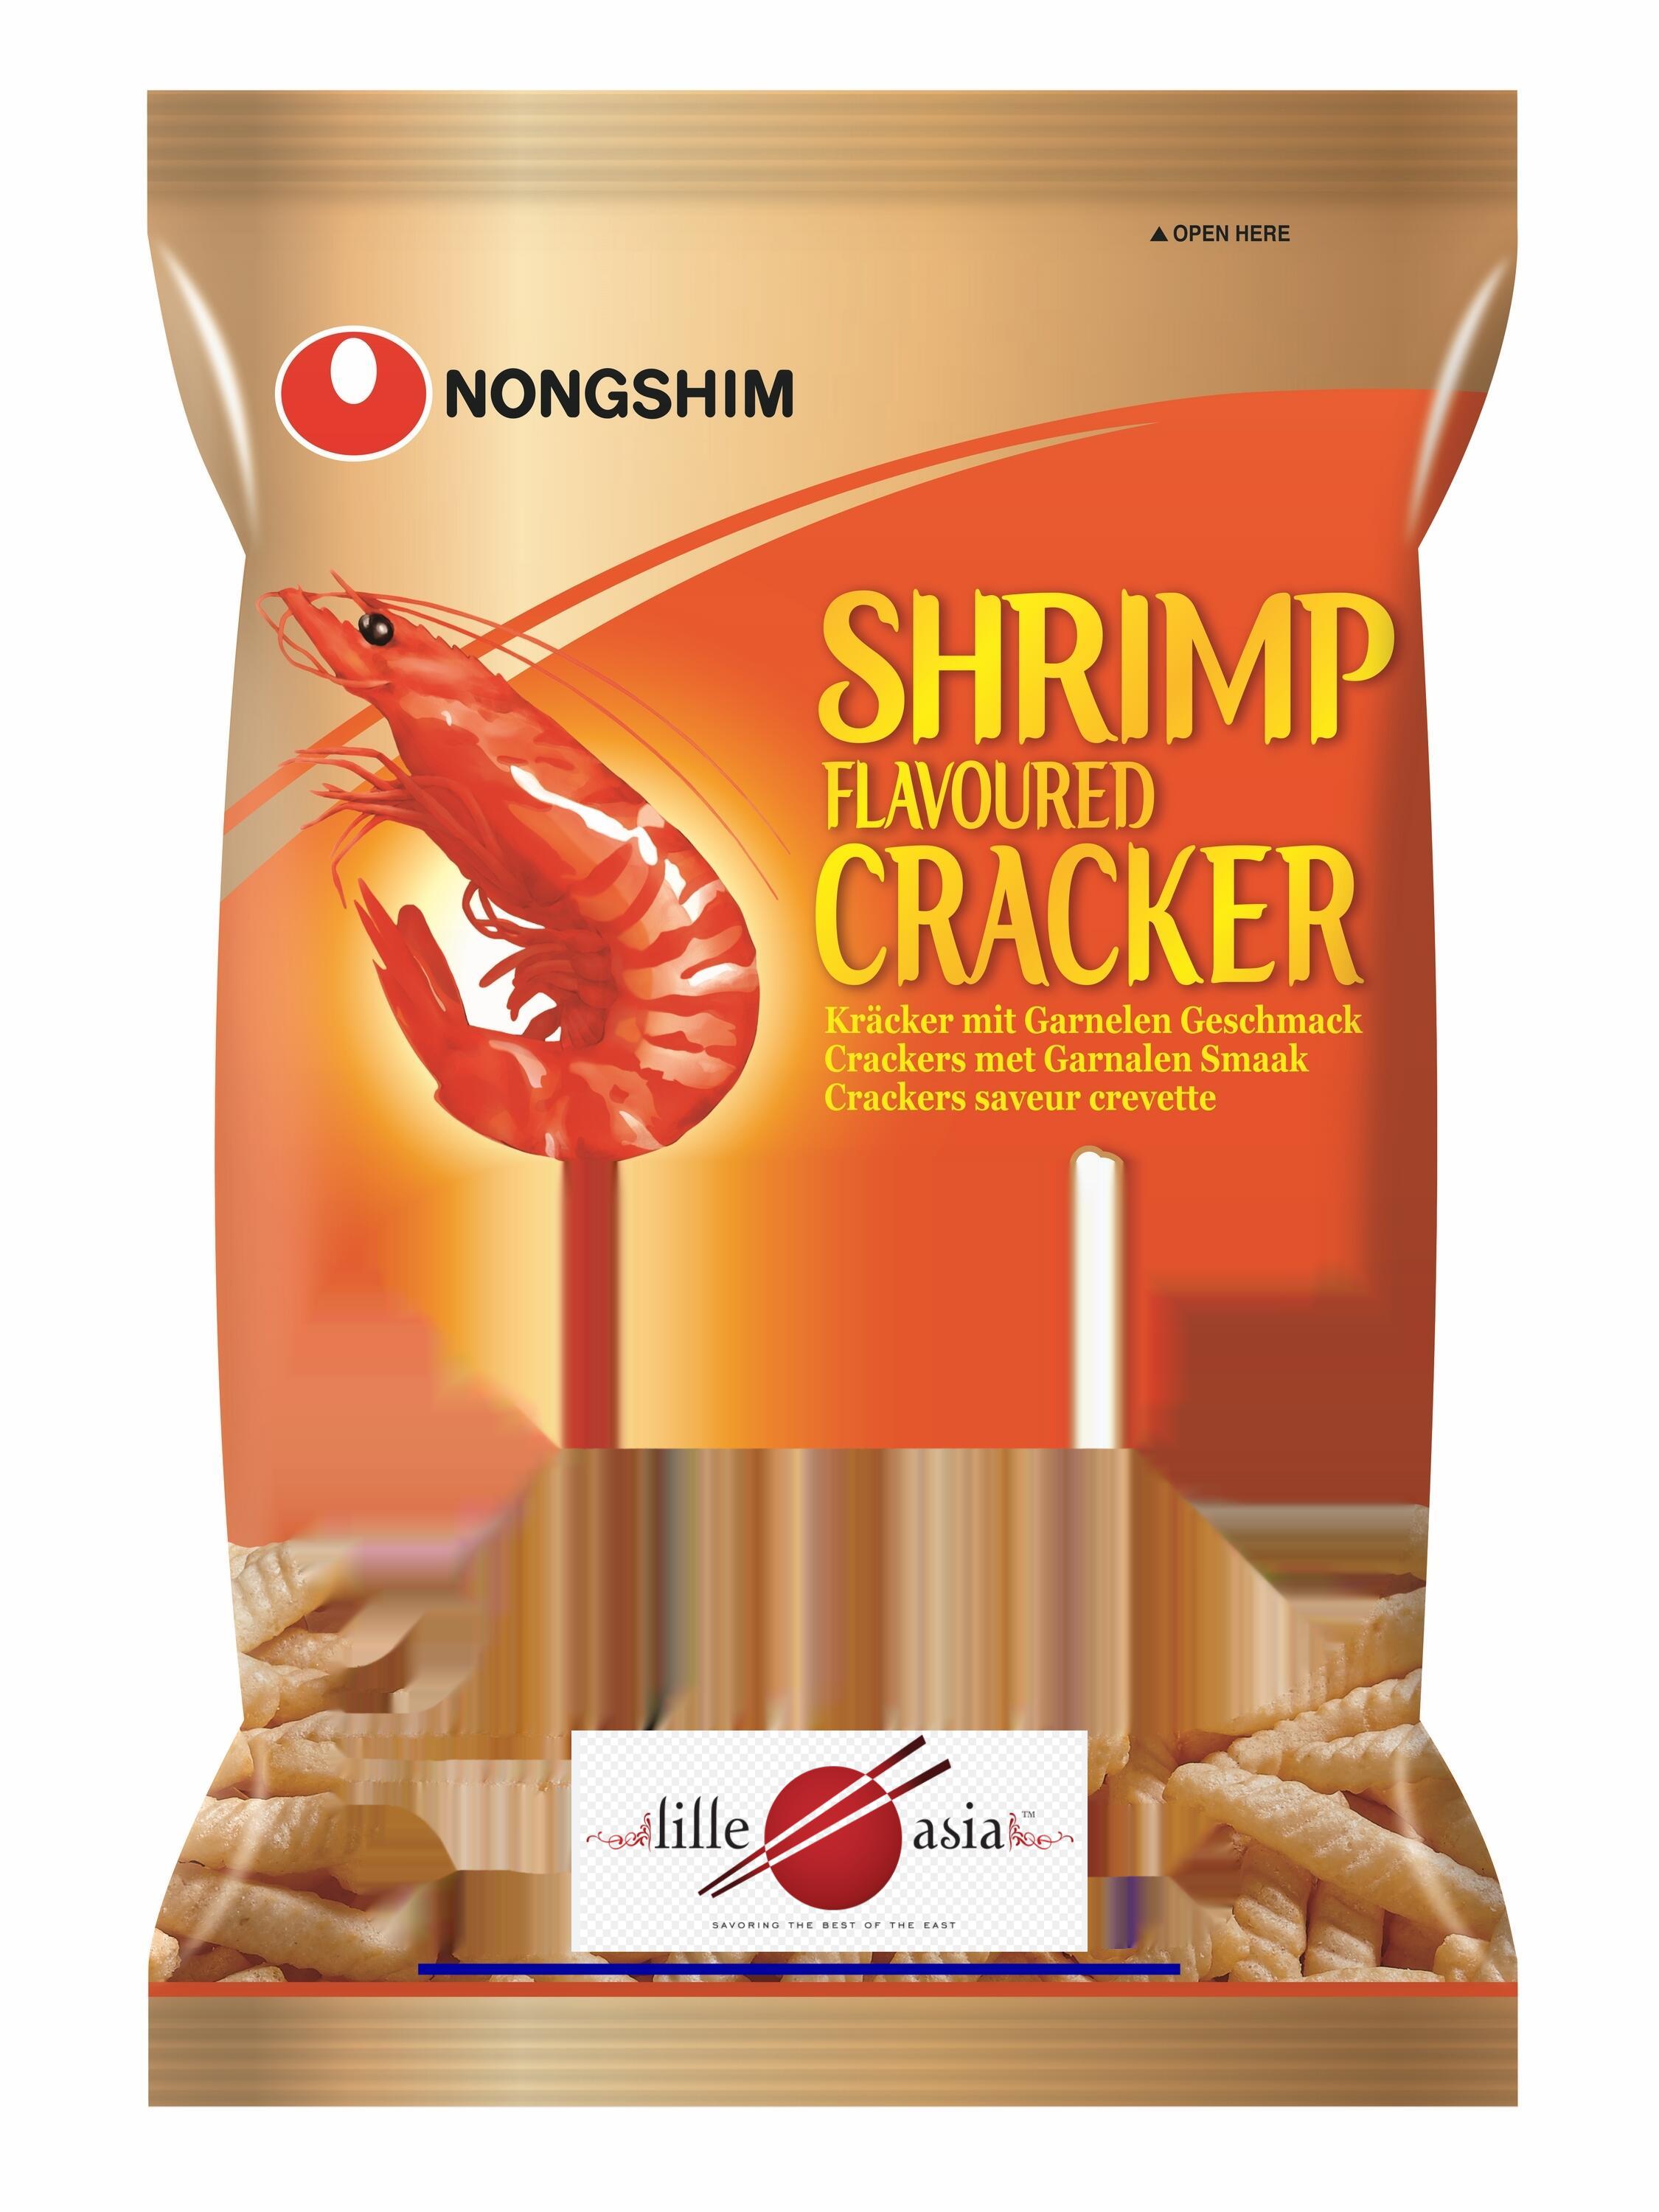 ▲ OPEN HERE
NONGSHIM
SHRIMP
FLAVOURED
CRACKER
Kräcker mit Garnelen Geschmack
Crackers met Garnalen Smaak
Crackers saveur crevette
lille asia™
SAVORING THE BEST OF THE EAST